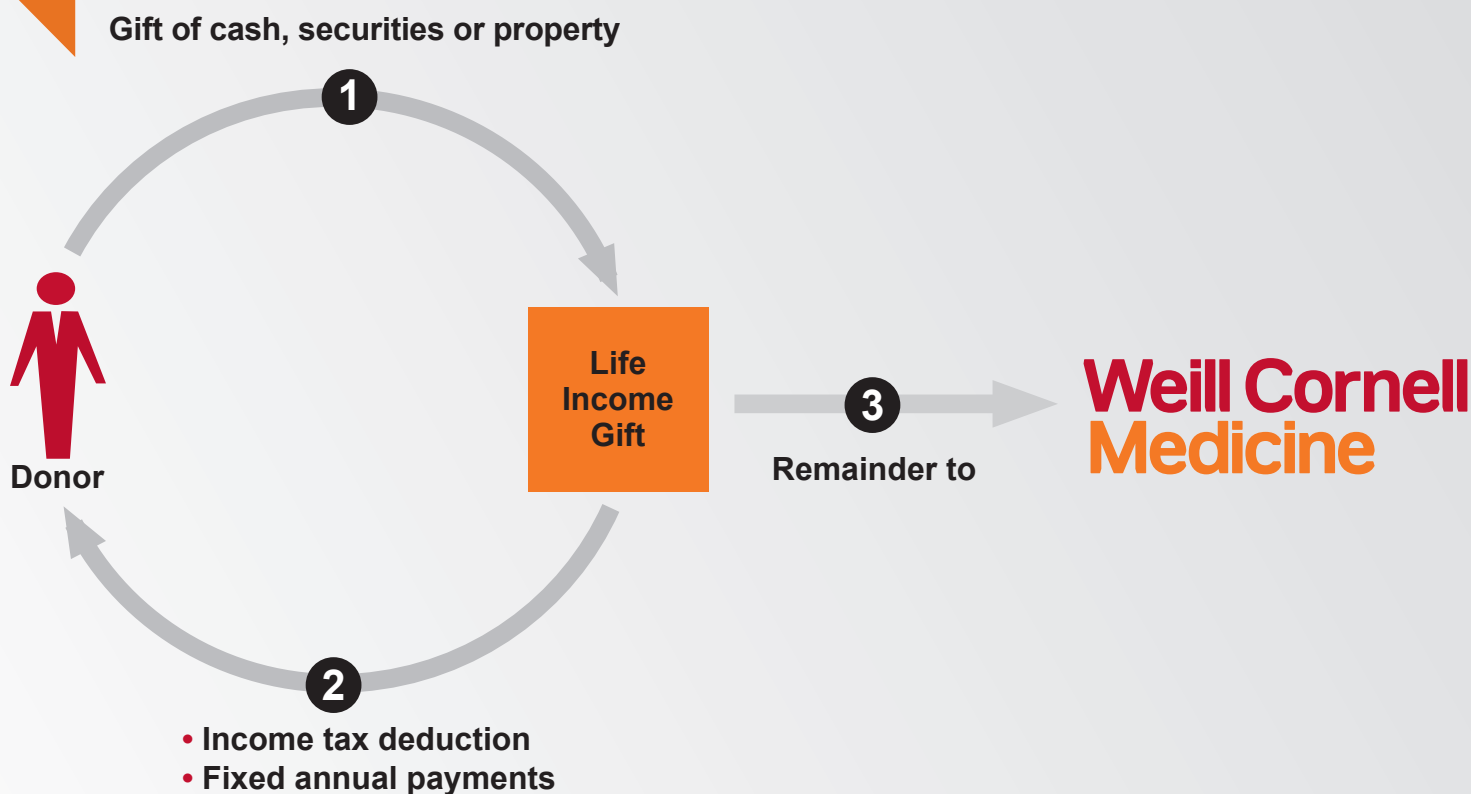 Gift of cash, securities or property
1
Donor
Life
Income
Gift
3
Remainder to
Weill Cornell
Medicine
2
• Income tax deduction
• Fixed annual payments